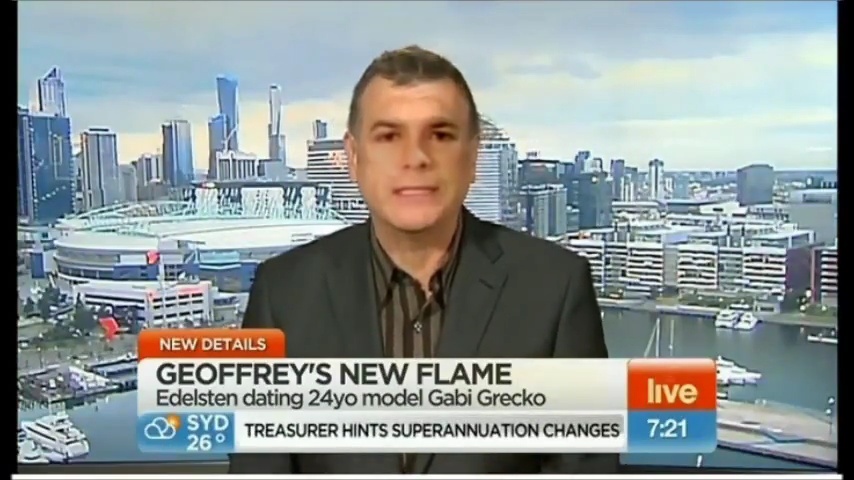 NEW DETAILS
GEOFFREY'S NEW FLAME
Edelsten dating 24yo model Gabi Grecko
live
SYD
26°
TREASURER HINTS SUPERANNUATION CHANGES
7:21